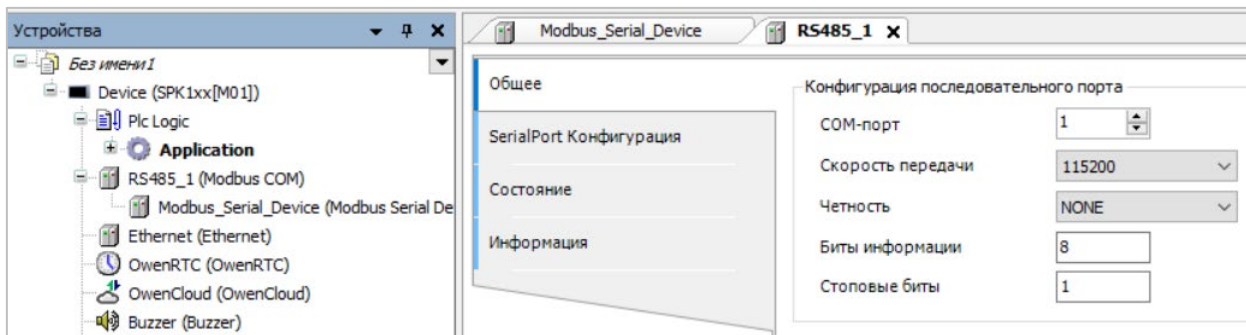 Устройства
Без имени1
Device (SPK1xx[M01])
Plc Logic
Application
RS485_1 (Modbus COM)
Modbus_Serial_Device (Modbus Serial De
Ethernet (Ethernet)
OwenRTC (OwenRTC)
OwenCloud (OwenCloud)
Buzzer (Buzzer)
Modbus_Serial_Device
RS485_1
Общее
SerialPort Конфигурация
Состояние
Информация
Конфигурация последовательного порта
COM-порт 1
Скорость передачи 115200
Четность NONE
Биты информации 8
Стоповые биты 1